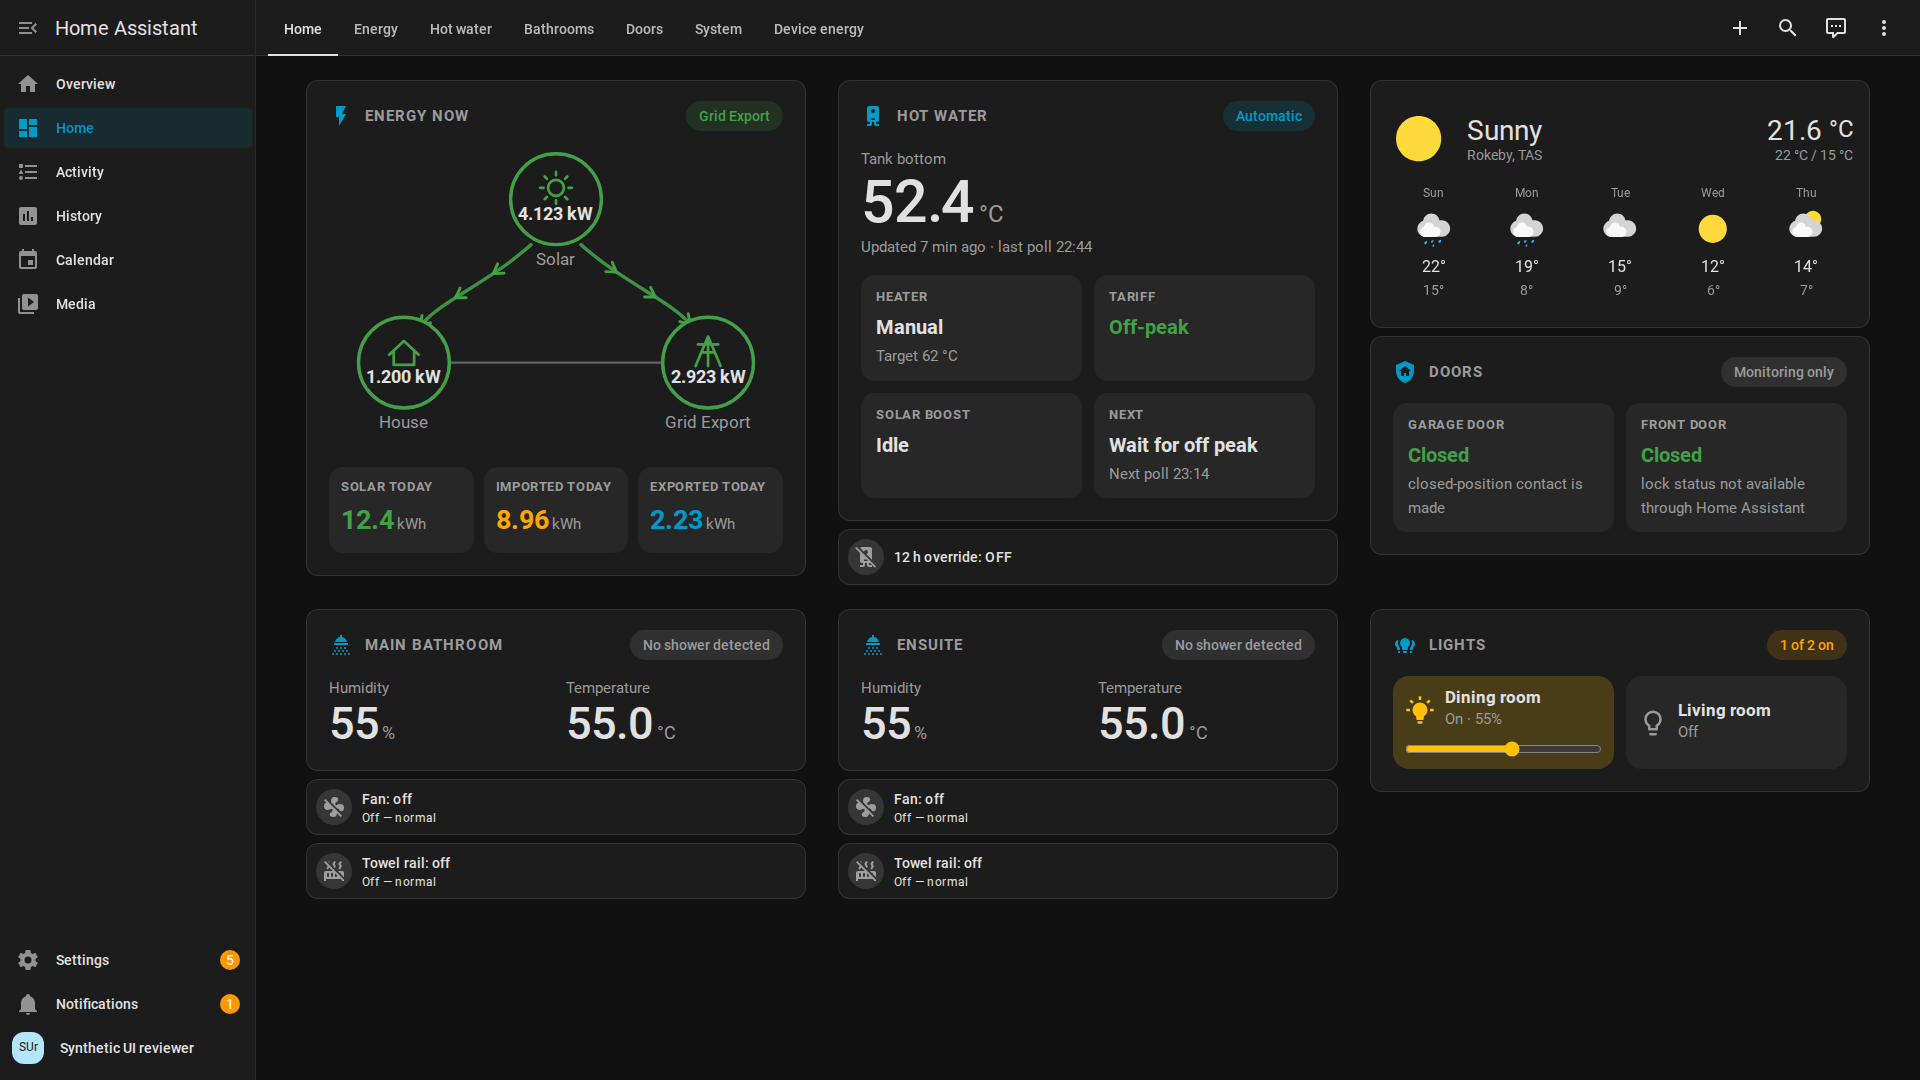 Home Assistant
Home
Energy
Hot water
Bathrooms
Doors
System
Device energy
Overview
Home
Activity
History
Calendar
Media
Settings
5
Notifications
1
SUr
Synthetic UI reviewer
ENERGY NOW
Grid Export
4.123 kW
Solar
1.200 kW
House
2.923 kW
Grid Export
SOLAR TODAY
12.4 kWh
IMPORTED TODAY
8.96 kWh
EXPORTED TODAY
2.23 kWh
HOT WATER
Automatic
Tank bottom
52.4 °C
Updated 7 min ago · last poll 22:44
HEATER
Manual
Target 62 °C
TARIFF
Off-peak
SOLAR BOOST
Idle
NEXT
Wait for off peak
Next poll 23:14
12 h override: OFF
Sunny
Rokeby, TAS
21.6 °C
22 °C / 15 °C
Sun Mon Tue Wed Thu
22° 19° 15° 12° 14°
15° 8° 9° 6° 7°
DOORS
Monitoring only
GARAGE DOOR
Closed
closed-position contact is
made
FRONT DOOR
Closed
lock status not available
through Home Assistant
MAIN BATHROOM
No shower detected
Humidity
55 %
Temperature
55.0 °C
Fan: off
Off – normal
Towel rail: off
Off – normal
ENSUITE
No shower detected
Humidity
55 %
Temperature
55.0 °C
Fan: off
Off – normal
Towel rail: off
Off – normal
LIGHTS
1 of 2 on
Dining room
On · 55%
Living room
Off